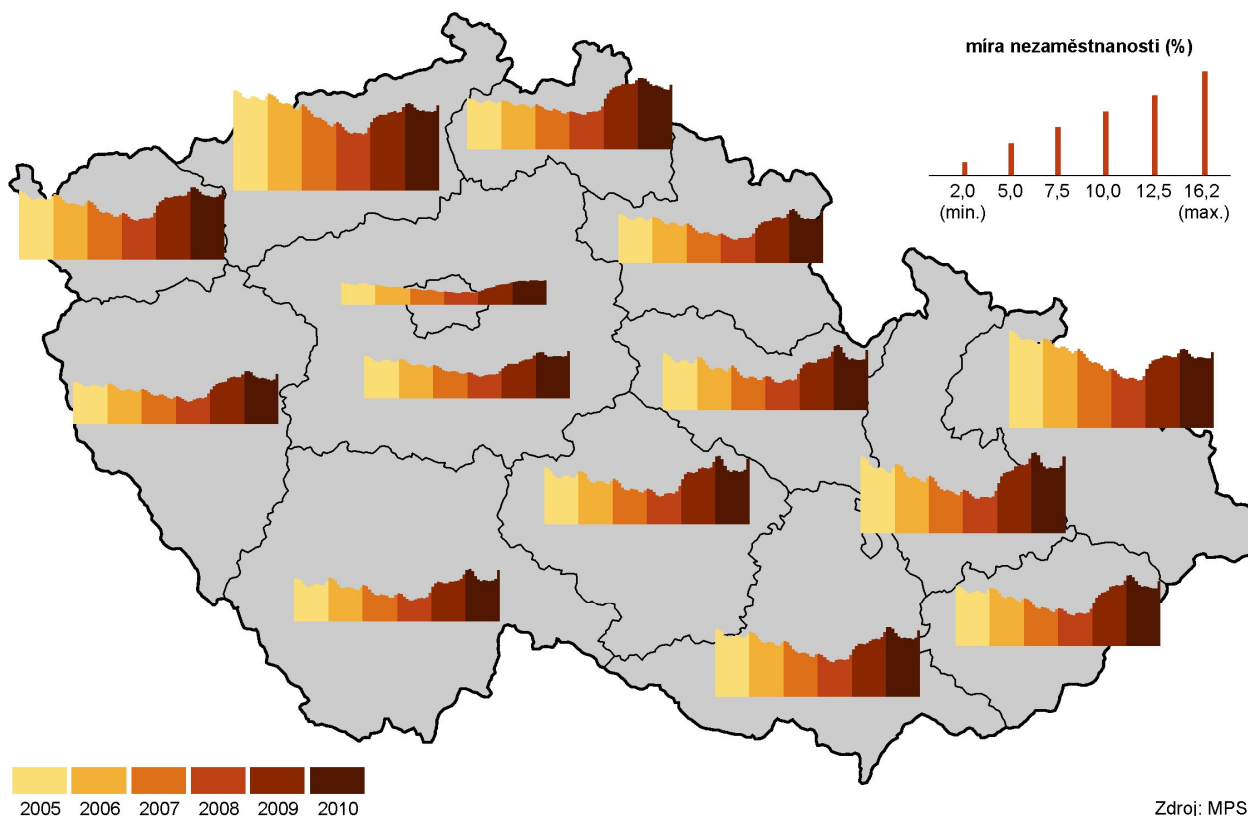 míra nezaměstnanosti (%)
2,0 5,0 7,5 10,0 12,5 16,2
(min.) (max.)
2005 2006 2007 2008 2009 2010
Zdroj: MPS